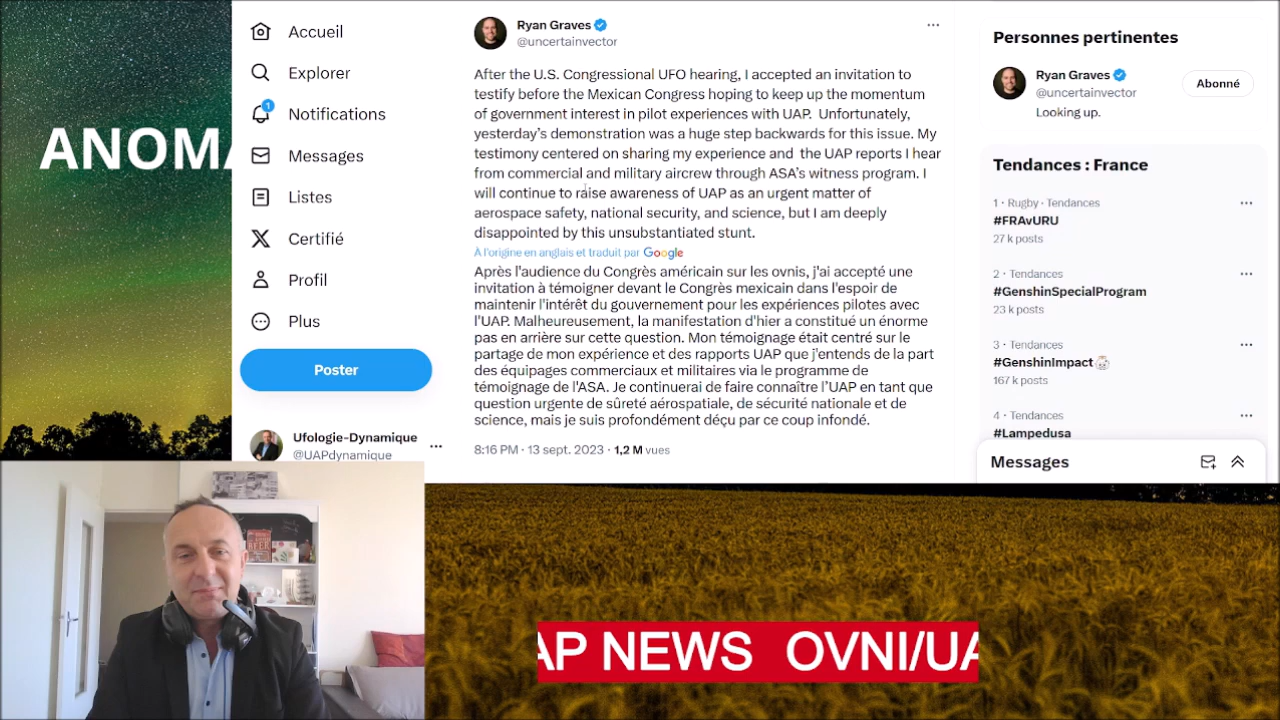 ANOMA
Accueil
Explorer
1
Notifications
Messages
Listes
Certifié
Profil
Plus
Poster
Ufologie-Dynamique
@UAPdynamique
Ryan Graves
@uncertainvector
After the U.S. Congressional UFO hearing, I accepted an invitation to
testify before the Mexican Congress hoping to keep up the momentum
of government interest in pilot experiences with UAP. Unfortunately,
yesterday's demonstration was a huge step backwards for this issue. My
testimony centered on sharing my experience and the UAP reports I hear
from commercial and military aircrew through ASA's witness program. I
will continue to raise awareness of UAP as an urgent matter of
aerospace safety, national security, and science, but I am deeply
disappointed by this unsubstantiated stunt.
À l'origine en anglais et traduit par Google
Après l'audience du Congrès américain sur les ovnis, j'ai accepté une
invitation à témoigner devant le Congrès mexicain dans l'espoir de
maintenir l'intérêt du gouvernement pour les expériences pilotes avec
l'UAP. Malheureusement, la manifestation d'hier a constitué un énorme
pas en arrière sur cette question. Mon témoignage était centré sur le
partage de mon expérience et des rapports UAP que j'entends de la part
des équipages commerciaux et militaires via le programme de
témoignage de l'ASA. Je continuerai de faire connaître l'UAP en tant que
question urgente de sûreté aérospatiale, de sécurité nationale et de
science, mais je suis profondément déçu par ce coup infondé.
8:16 PM · 13 sept. 2023 · 1,2 M vues
Personnes pertinentes
Ryan Graves
@uncertainvector
Abonné
Looking up.
Tendances : France
1 · Rugby · Tendances
#FRAvURU
27 k posts
2 · Tendances
#GenshinSpecialProgram
23 k posts
3 · Tendances
#GenshinImpact
167 k posts
4 · Tendances
#Lampedusa
Messages
AP NEWS OVNI/UA